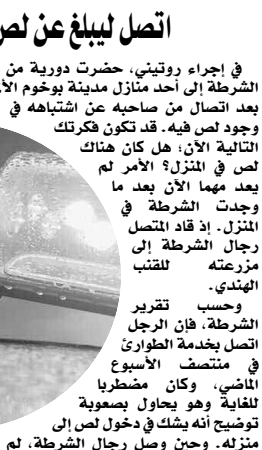 اتصل ليبلغ عن لص
في إجراء روتيني، حضرت دورية من
الشرطة إلى أحد منازل مدينة بوخوم
بعد اتصال من صاحبه عن اشتباهه في
وجود لص فيه. قد تكون فكرتك
التالية الآن؛ هل كان هناك
لص في المنزل؟ الأمر لم
يعد مهما الآن بعد ما
وجدت الشرطة في
المنزل. إذ قاد المتصل
رجال الشرطة إلى
مزرعته للقنب
الهندي.
وحسب تقرير
الشرطة، فإن الرجل
اتصل بخدمة الطوارئ
في منتصف الأسبوع
الماضي، وكان مضطربا
للغاية وهو يحاول بصعوبة
توضيح أنه يشك في دخول لص إلى
منزله. وحين وصل رجال الشرطة، لم